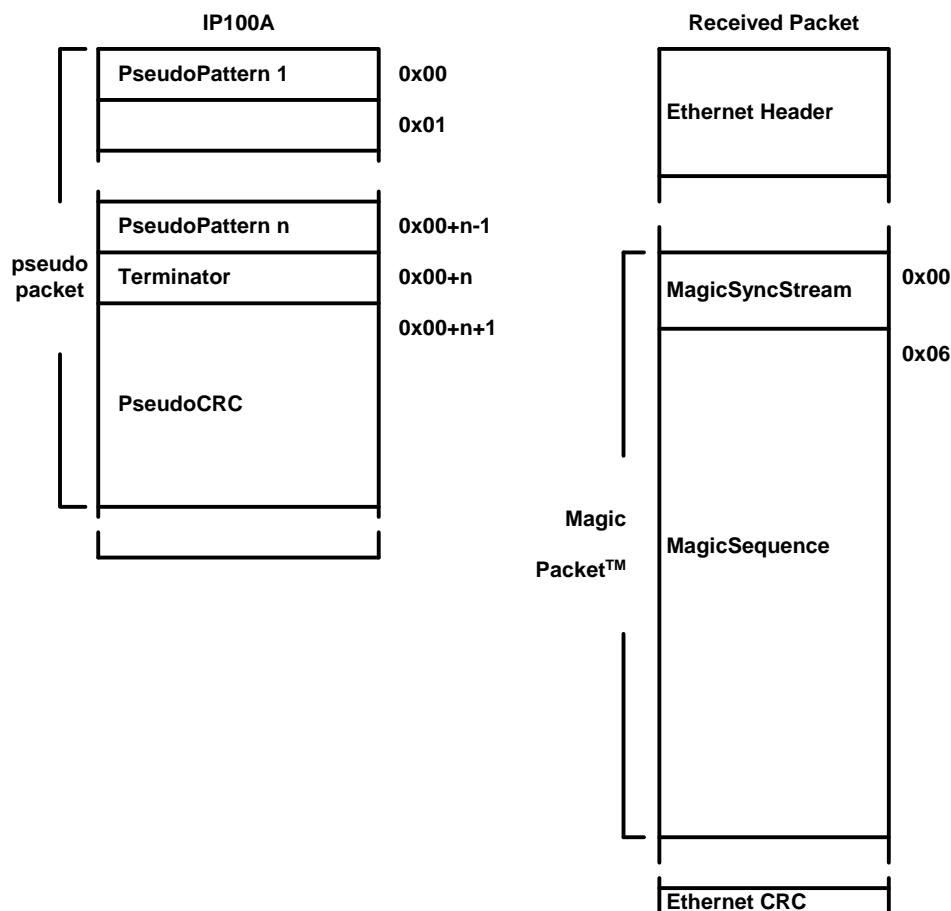 IP100A
PseudoPattern 1
0x00
0x01
PseudoPattern n
0x00+n-1
pseudo
packet
Terminator
0x00+n
0x00+n+1
PseudoCRC
Received Packet
Ethernet Header
MagicSyncStream
0x00
0x06
Magic
Packet™
MagicSequence
Ethernet CRC